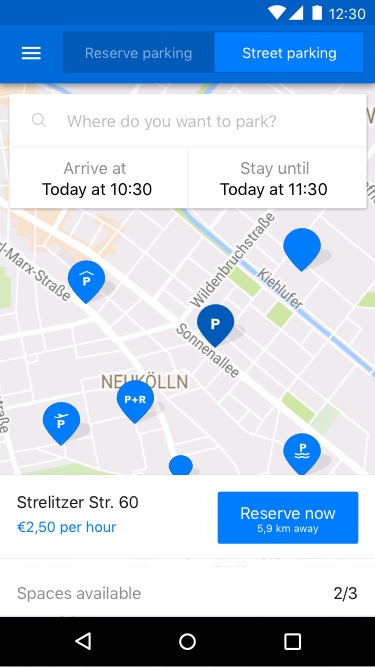 12:30
Reserve parking
Street parking
Where do you want to park?
Arrive at
Stay until
Today at 10:30
Today at 11:30
Wildenbruchstraße
Kiehlufer
rl-Marx-Straße
P
P
Sonnenallee
NEUKÖLLN
P+R
P
P
Strelitzer Str. 60
€2,50 per hour
Reserve now
5,9 km away
Spaces available
2/3